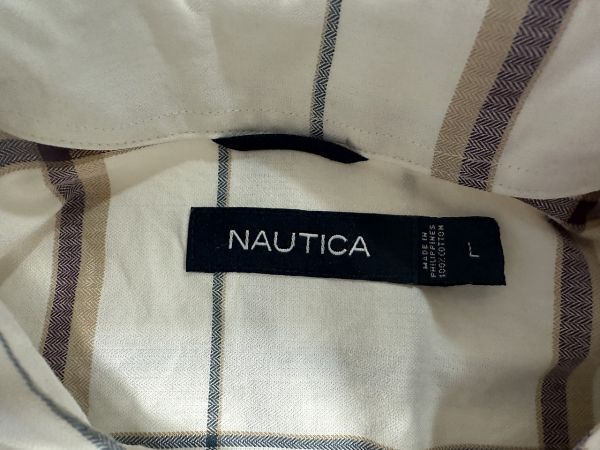 NAUTICA
MADE IN
PHILIPPINES
100% COTTON
L